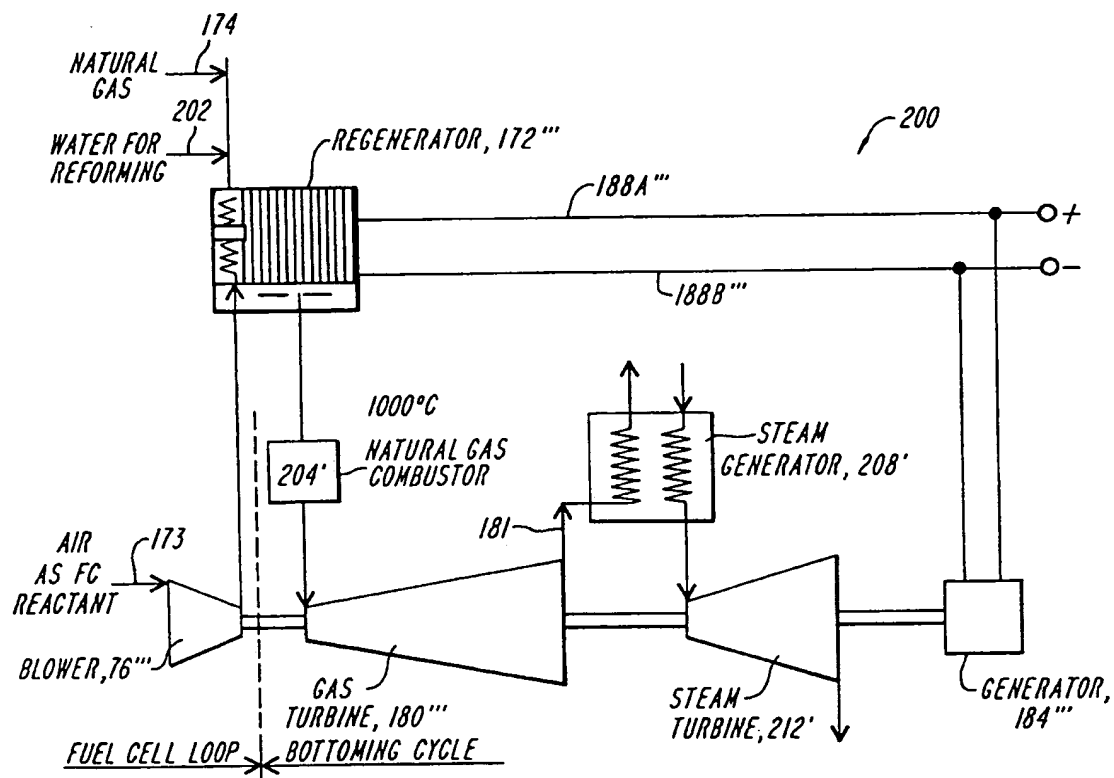 174
NATURAL
GAS
202
WATER FOR
REFORMING
REGENERATOR, 172'''
200
188A'''
+
188B'''
−
1000°C
204'
NATURAL GAS
COMBUSTOR
STEAM
GENERATOR, 208'
181
AIR
AS FC
REACTANT
173
BLOWER, 76'''
GAS
TURBINE, 180'''
STEAM
TURBINE, 212'
GENERATOR,
184'''
FUEL CELL LOOP
BOTTOMING CYCLE